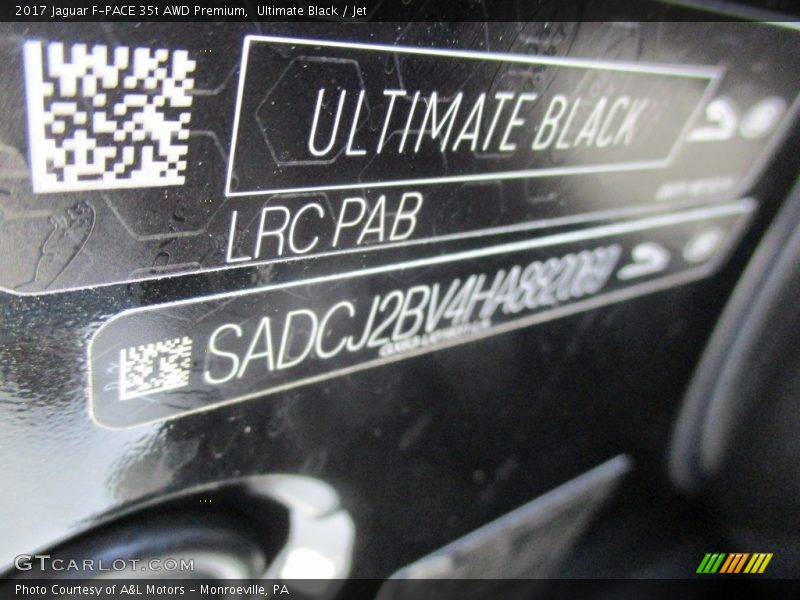 2017 Jaguar F-PACE 35t AWD Premium,  Ultimate Black / Jet
ULTIMATE BLACK
LRC PAB
SADCJ2BV4HA882069
GTCARLOT.COM
Photo Courtesy of A&L Motors - Monroeville, PA